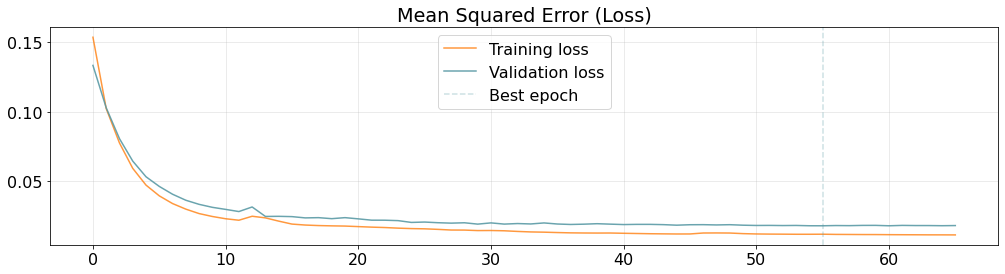 Mean Squared Error (Loss)
0.15
0.10
0.05
Training loss
Validation loss
Best epoch
0 10 20 30 40 50 60